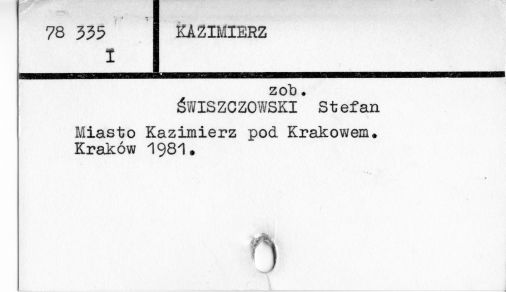 78 335
I
KAZIMIERZ
zob.
ŚWISZCZOWSKI Stefan
Miasto Kazimierz pod Krakowem.
Kraków 1981.